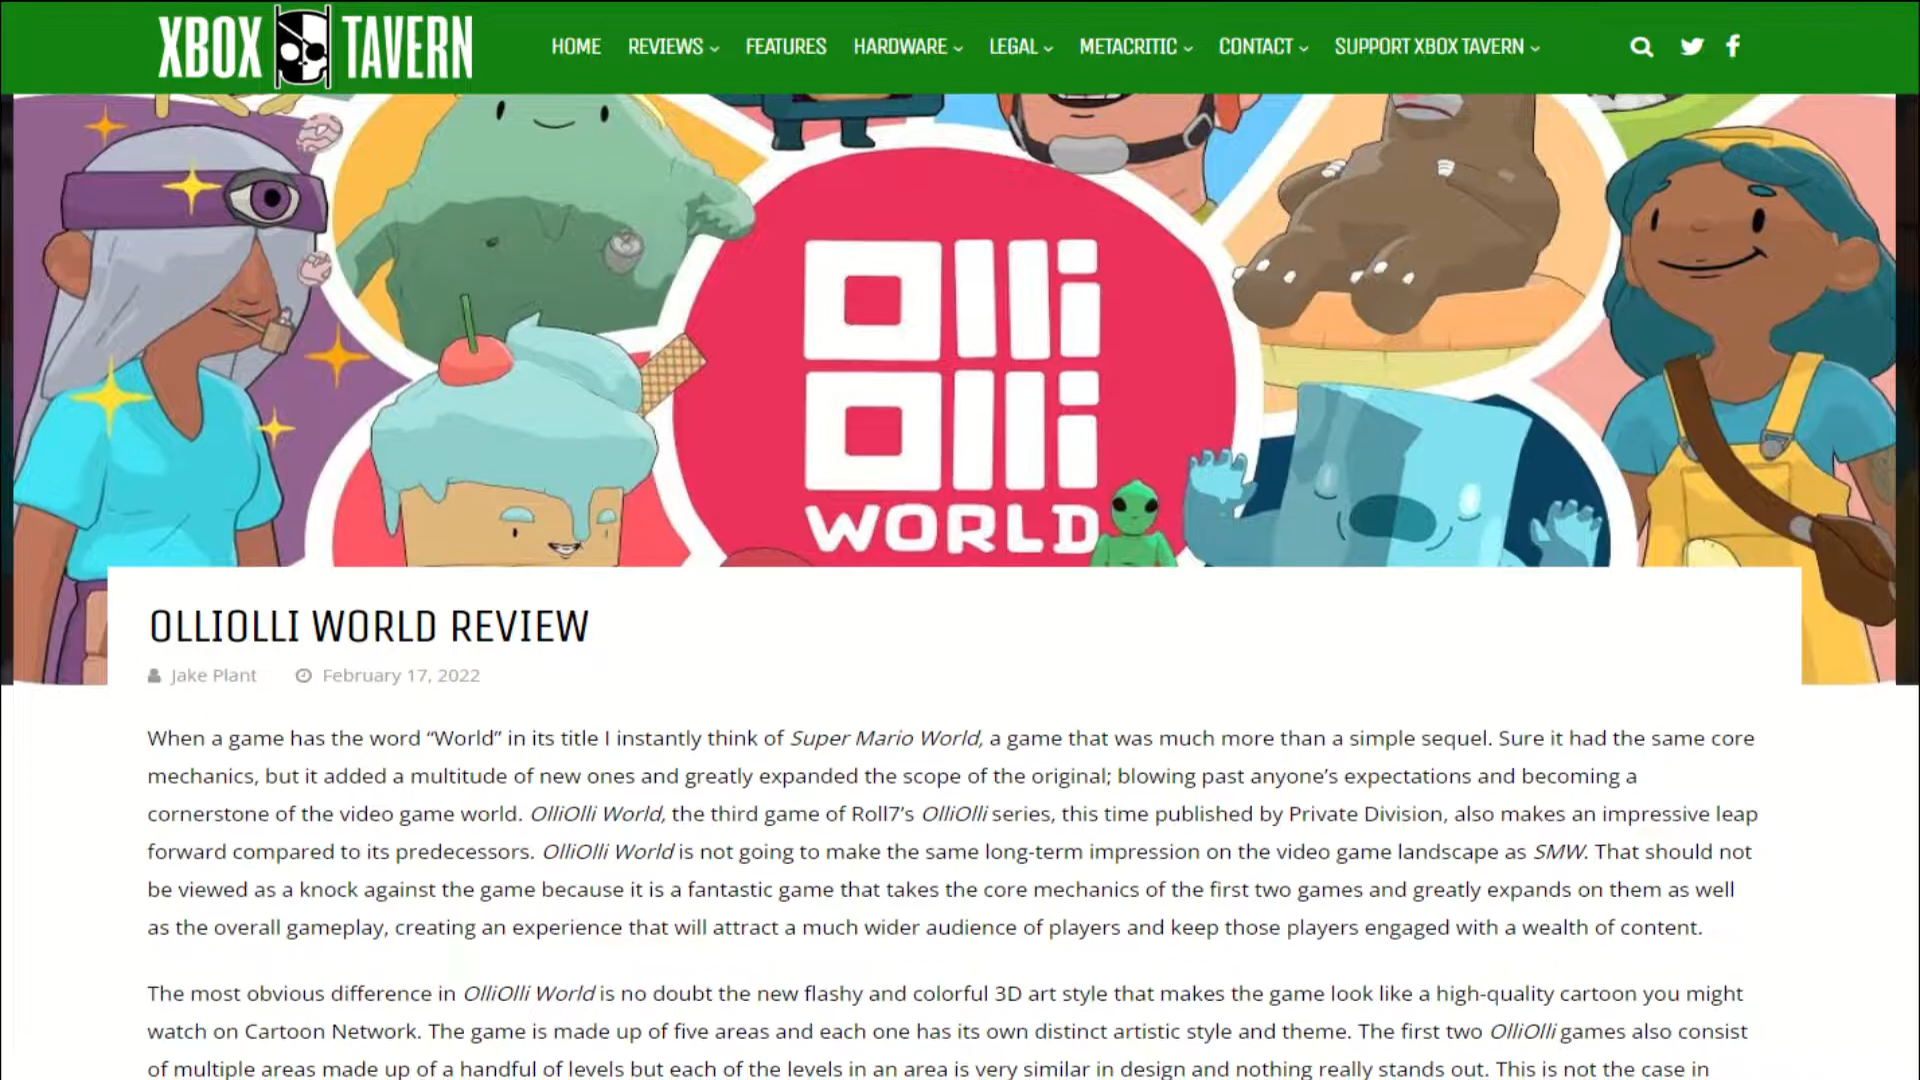 XBOX TAVERN
HOME REVIEWS FEATURES HARDWARE LEGAL METACRITIC CONTACT SUPPORT XBOX TAVERN
Olli
Olli
WORLD
OLLIOLLI WORLD REVIEW
Jake Plant February 17, 2022
When a game has the word “World” in its title I instantly think of Super Mario World, a game that was much more than a simple sequel. Sure it had the same core
mechanics, but it added a multitude of new ones and greatly expanded the scope of the original; blowing past anyone’s expectations and becoming a
cornerstone of the video game world. OlliOlli World, the third game of Roll7’s OlliOlli series, this time published by Private Division, also makes an impressive leap
forward compared to its predecessors. OlliOlli World is not going to make the same long-term impression on the video game landscape as SMW. That should not
be viewed as a knock against the game because it is a fantastic game that takes the core mechanics of the first two games and greatly expands on them as well
as the overall gameplay, creating an experience that will attract a much wider audience of players and keep those players engaged with a wealth of content.
The most obvious difference in OlliOlli World is no doubt the new flashy and colorful 3D art style that makes the game look like a high-quality cartoon you might
watch on Cartoon Network. The game is made up of five areas and each one has its own distinct artistic style and theme. The first two OlliOlli games also consist
of multiple areas made up of a handful of levels but each of the levels in an area is very similar in design and nothing really stands out. This is not the case in